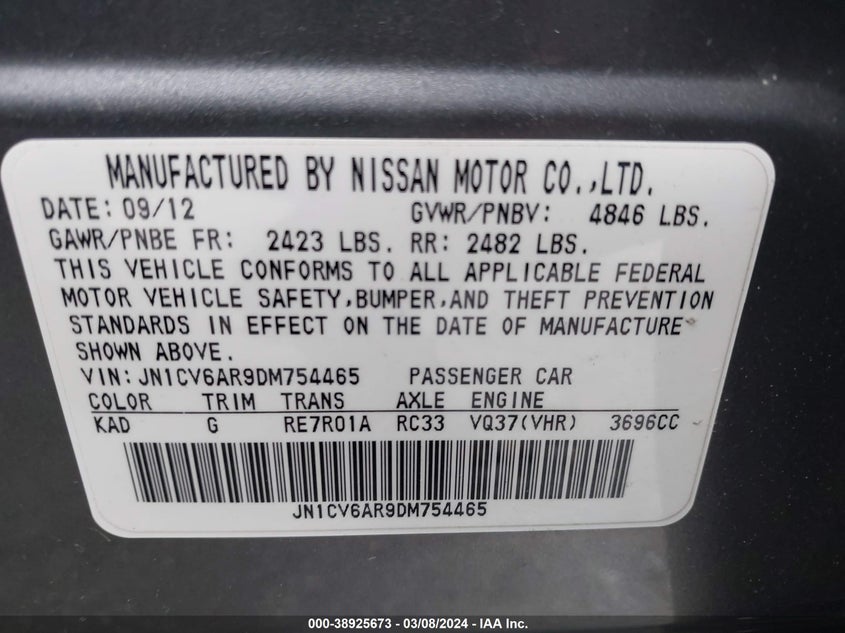 MANUFACTURED BY NISSAN MOTOR CO.,LTD.
DATE: 09/12 GVWR/PNBV: 4846 LBS.
GAWR/PNBE FR: 2423 LBS. RR: 2482 LBS.
THIS VEHICLE CONFORMS TO ALL APPLICABLE FEDERAL
MOTOR VEHICLE SAFETY,BUMPER,AND THEFT PREVENTION
STANDARDS IN EFFECT ON THE DATE OF MANUFACTURE
SHOWN ABOVE.
VIN:JN1CV6AR9DM754465 PASSENGER CAR
COLOR TRIM TRANS AXLE ENGINE
KAD G RE7R01A RC33 VQ37(VHR) 3696CC
JN1CV6AR9DM754465
000-38925673 — 03/08/2024 — IAA Inc.